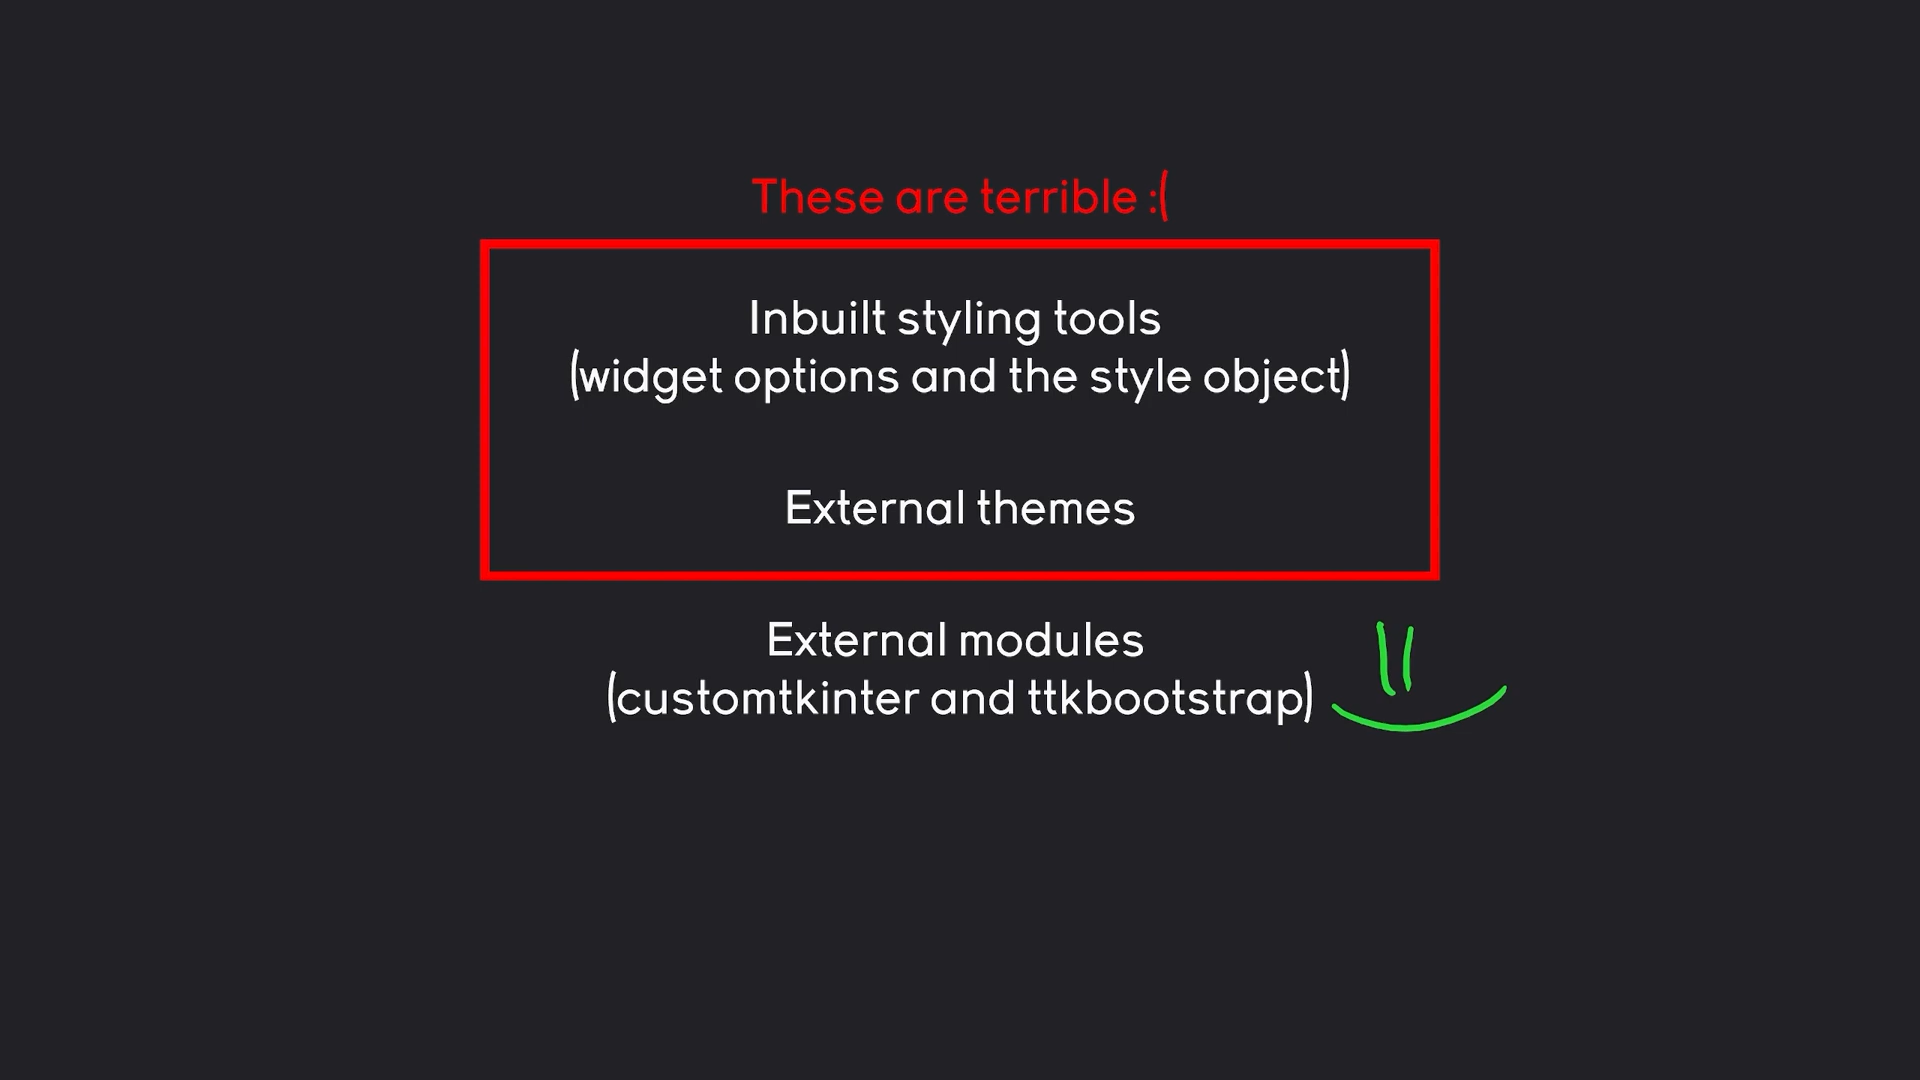 These are terrible :(
Inbuilt styling tools
(widget options and the style object)
External themes
External modules
(customtkinter and ttkbootstrap)